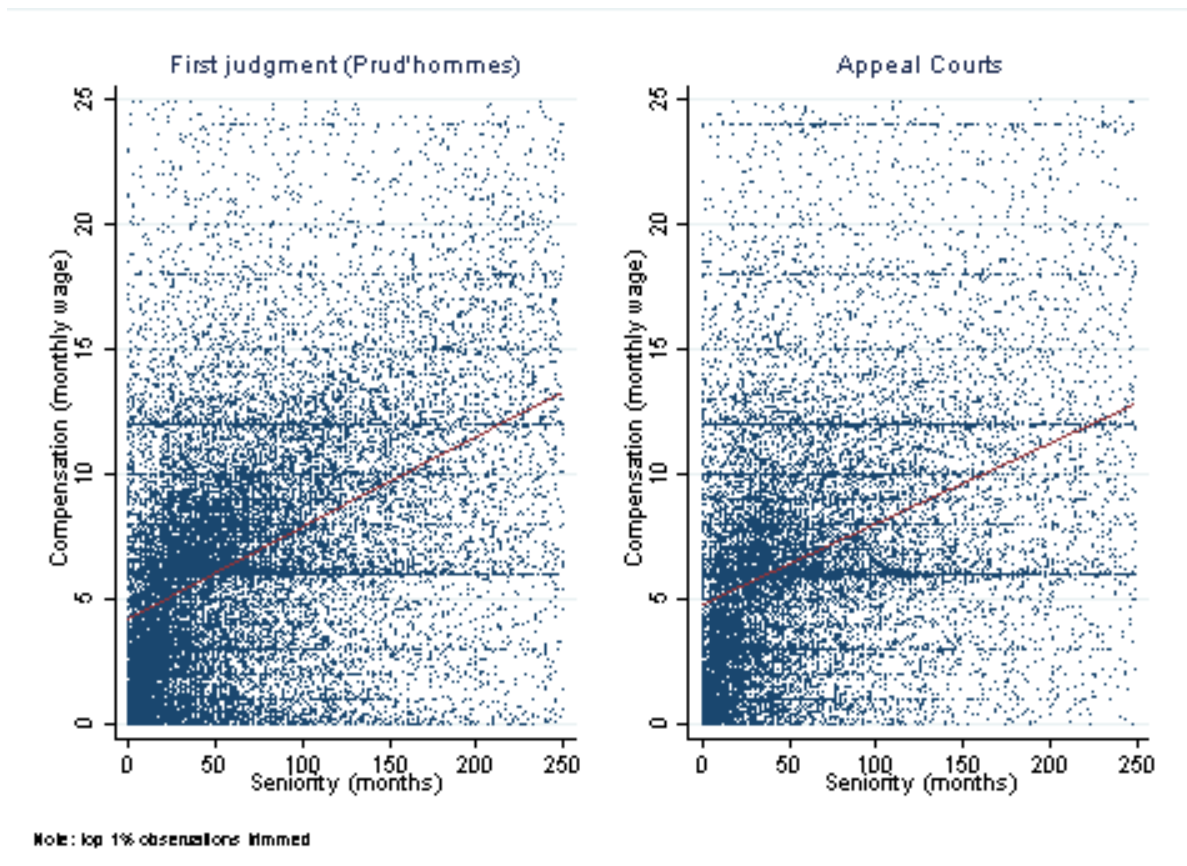 First judgment (Prud'hommes)
Compensation (monthly wage)
25
20
15
10
5
0
0 50 100 150 200 250
Seniority (months)
Appeal Courts
Compensation (monthly wage)
25
20
15
10
5
0
0 50 100 150 200 250
Seniority (months)
Note: top 1% observations trimmed